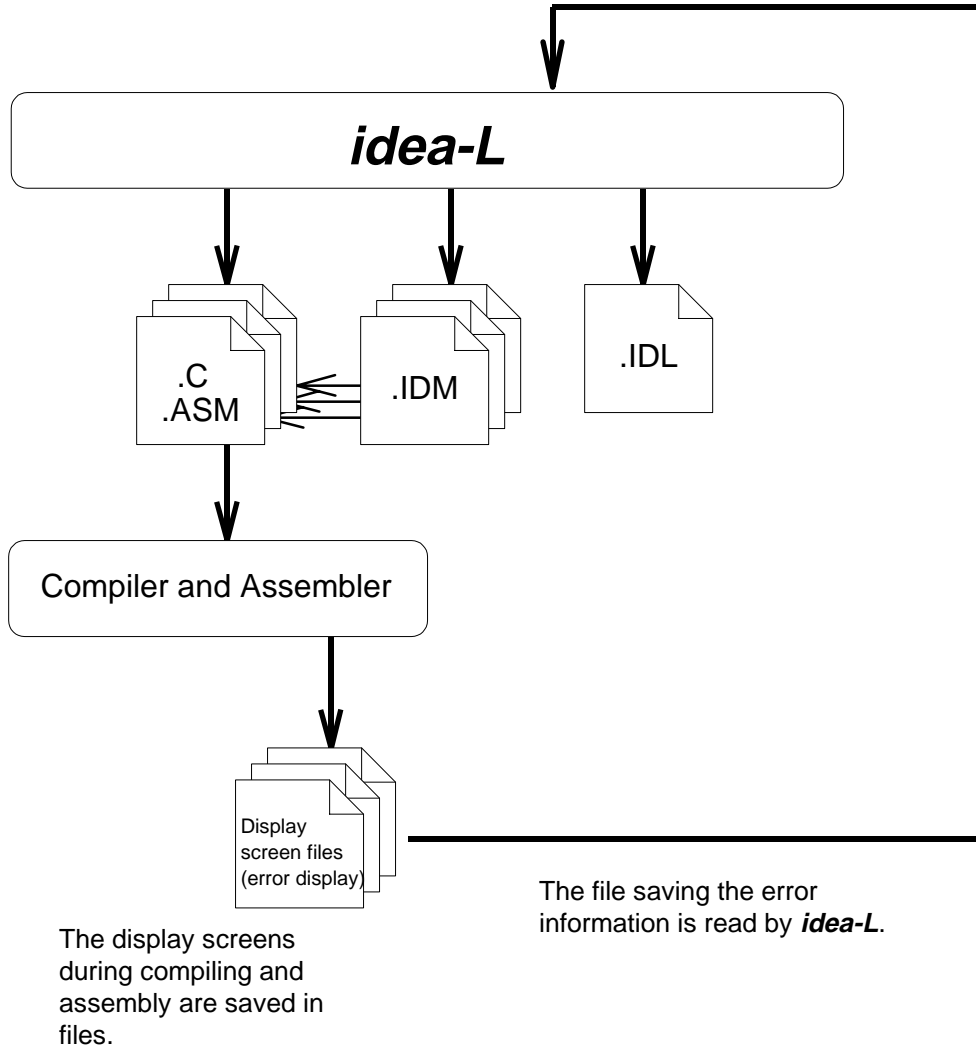 idea-L
.C
.ASM
.IDM
.IDL
Compiler and Assembler
Display
screen files
(error display)
The file saving the error
information is read by idea-L.
The display screens
during compiling and
assembly are saved in
files.